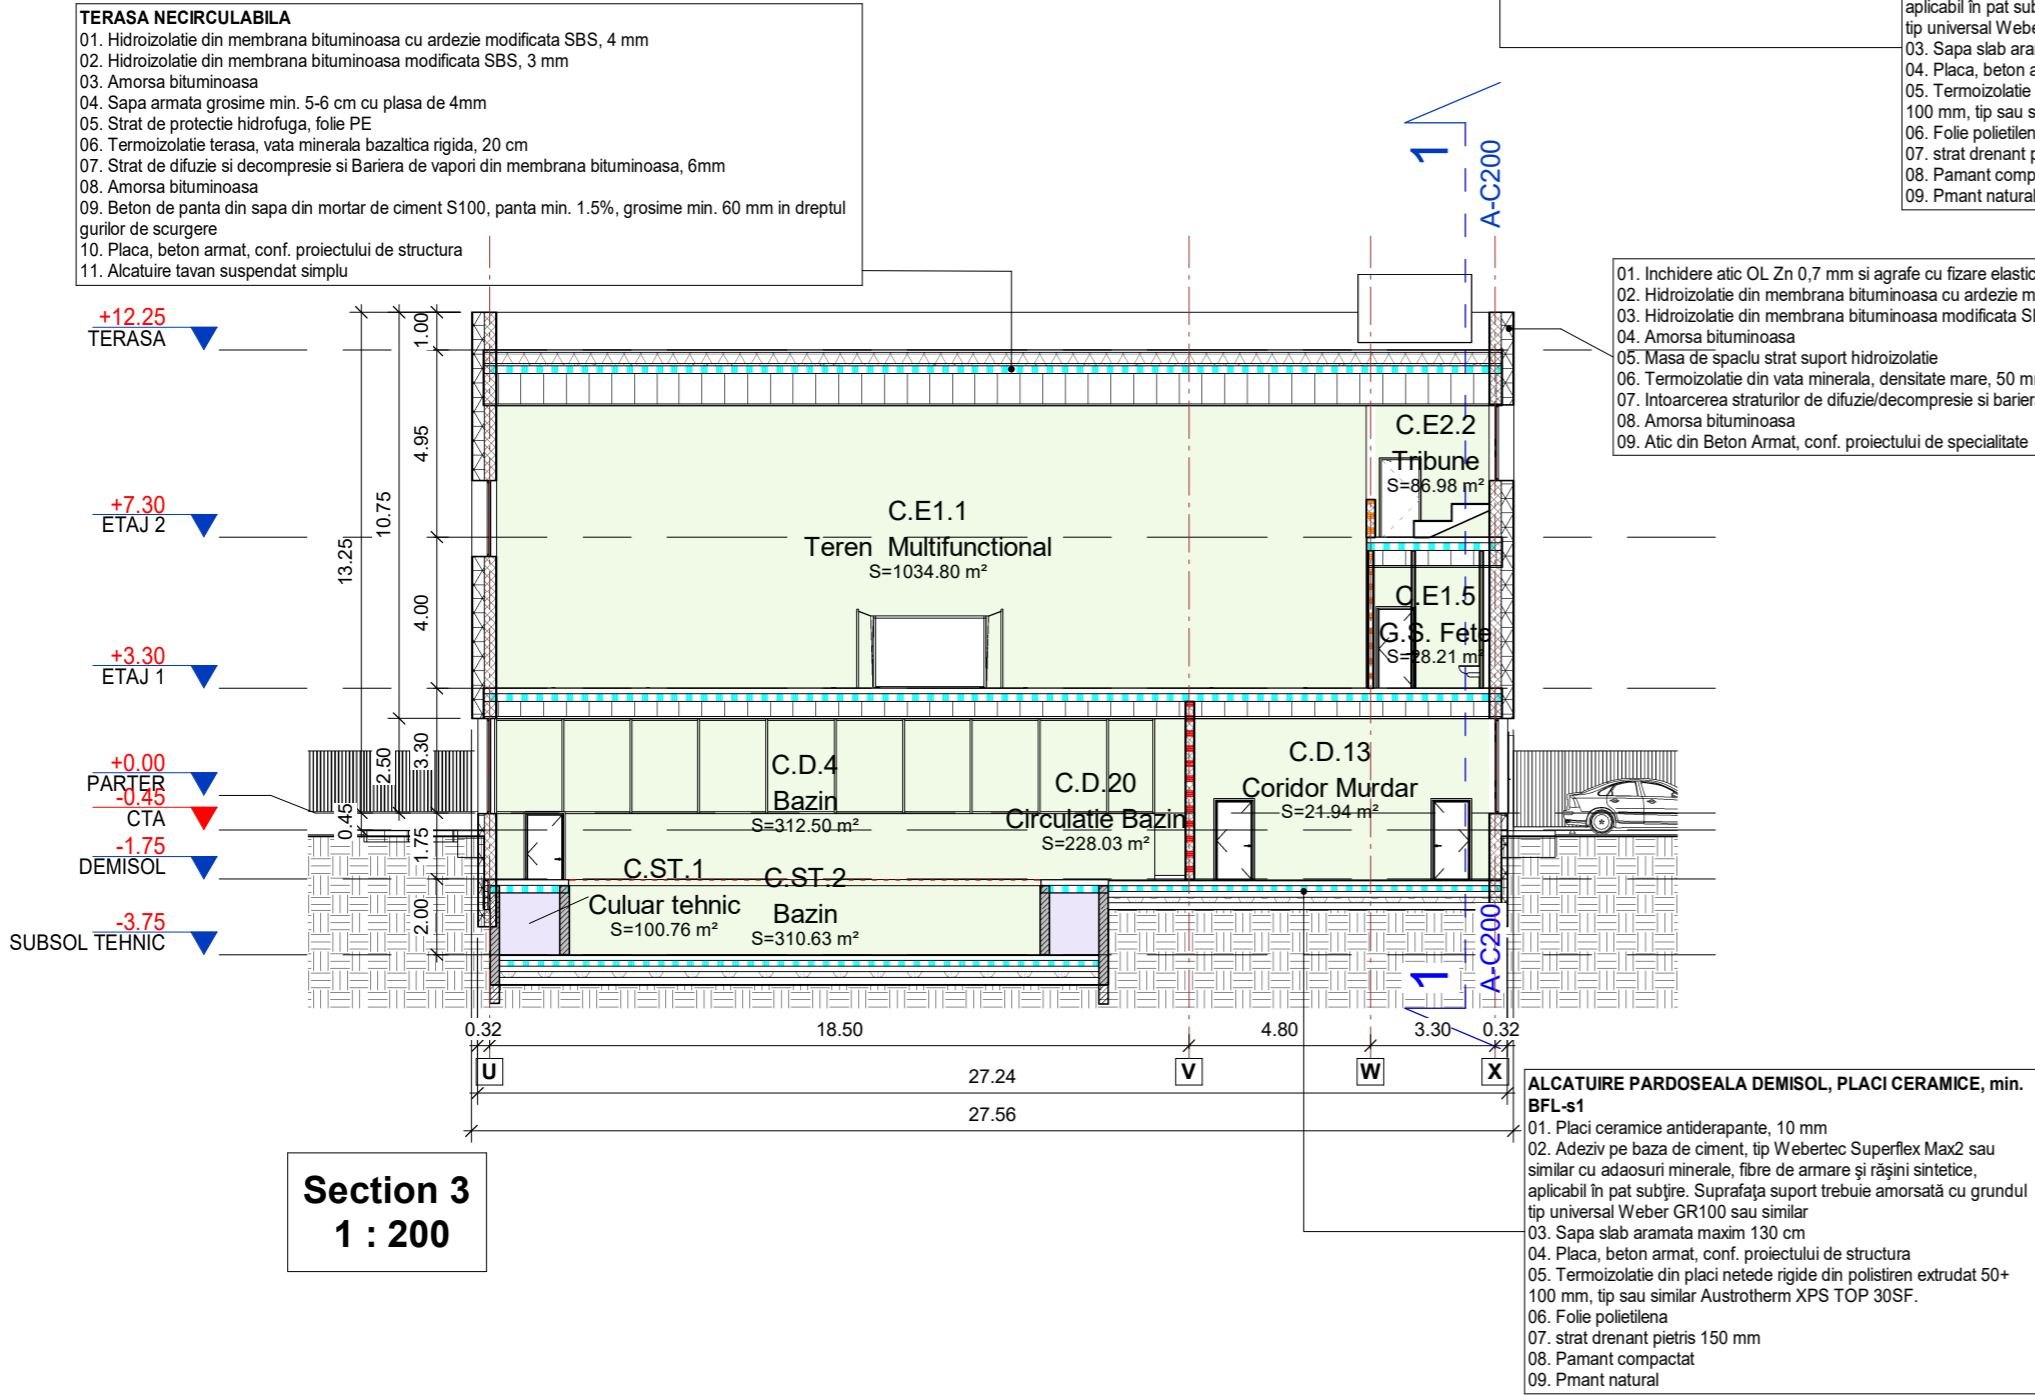 TERASA NECIRCULABILA
01. Hidroizolatie din membrana bituminoasa cu ardezie modificata SBS, 4 mm
02. Hidroizolatie din membrana bituminoasa modificata SBS, 3 mm
03. Amorsa bituminoasa
04. Sapa armata grosime min. 5-6 cm cu plasa de 4mm
05. Strat de protectie hidrofuga, folie PE
06. Termoizolatie terasa, vata minerala bazaltica rigida, 20 cm
07. Strat de difuzie si decompresie si Bariera de vapori din membrana bituminoasa, 6mm
08. Amorsa bituminoasa
09. Beton de panta din sapa din mortar de ciment S100, panta min. 1.5%, grosime min. 60 mm in dreptul
gurilor de scurgere
10. Placa, beton armat, conf. proiectului de structura
11. Alcatuire tavan suspendat simplu
aplicabil în pat sub
tip universal Webe
03. Sapa slab ara
04. Placa, beton a
05. Termoizolatie
100 mm, tip sau s
06. Folie polietilen
07. strat drenant p
08. Pamant comp
09. Pmant natural
1
A-C200
01. Inchidere atic OL Zn 0,7 mm si agrafe cu fizare elastic
02. Hidroizolatie din membrana bituminoasa cu ardezie m
03. Hidroizolatie din membrana bituminoasa modificata S
04. Amorsa bituminoasa
05. Masa de spaclu strat suport hidroizolatie
06. Termoizolatie din vata minerala, densitate mare, 50 m
07. Intoarcerea straturilor de difuzie/decompresie si barier
08. Amorsa bituminoasa
09. Atic din Beton Armat, conf. proiectului de specialitate
+12.25
TERASA
+7.30
ETAJ 2
+3.30
ETAJ 1
+0.00
PARTER
-0.45
CTA
-1.75
DEMISOL
-3.75
SUBSOL TEHNIC
13.25
10.75
1.00
4.95
4.00
3.30
2.50
0.45
1.75
2.00
C.E2.2
Tribune
S=86.98 m²
C.E1.1
Teren Multifunctional
S=1034.80 m²
C.E1.5
G.S. Fete
S=28.21 m²
C.D.4
Bazin
S=312.50 m²
C.D.20
Circulatie Bazin
S=228.03 m²
C.D.13
Coridor Murdar
S=21.94 m²
C.ST.1
Culuar tehnic
S=100.76 m²
C.ST.2
Bazin
S=310.63 m²
1
A-C200
0.32
18.50
4.80
3.30
0.32
U
V
W
X
27.24
27.56
Section 3
1 : 200
ALCATUIRE PARDOSEALA DEMISOL, PLACI CERAMICE, min.
BFL-s1
01. Placi ceramice antiderapante, 10 mm
02. Adeziv pe baza de ciment, tip Webertec Superflex Max2 sau
similar cu adaosuri minerale, fibre de armare şi răşini sintetice,
aplicabil în pat subţire. Suprafaţa suport trebuie amorsată cu grundul
tip universal Weber GR100 sau similar
03. Sapa slab aramata maxim 130 cm
04. Placa, beton armat, conf. proiectului de structura
05. Termoizolatie din placi netede rigide din polistiren extrudat 50+
100 mm, tip sau similar Austrotherm XPS TOP 30SF.
06. Folie polietilena
07. strat drenant pietris 150 mm
08. Pamant compactat
09. Pmant natural